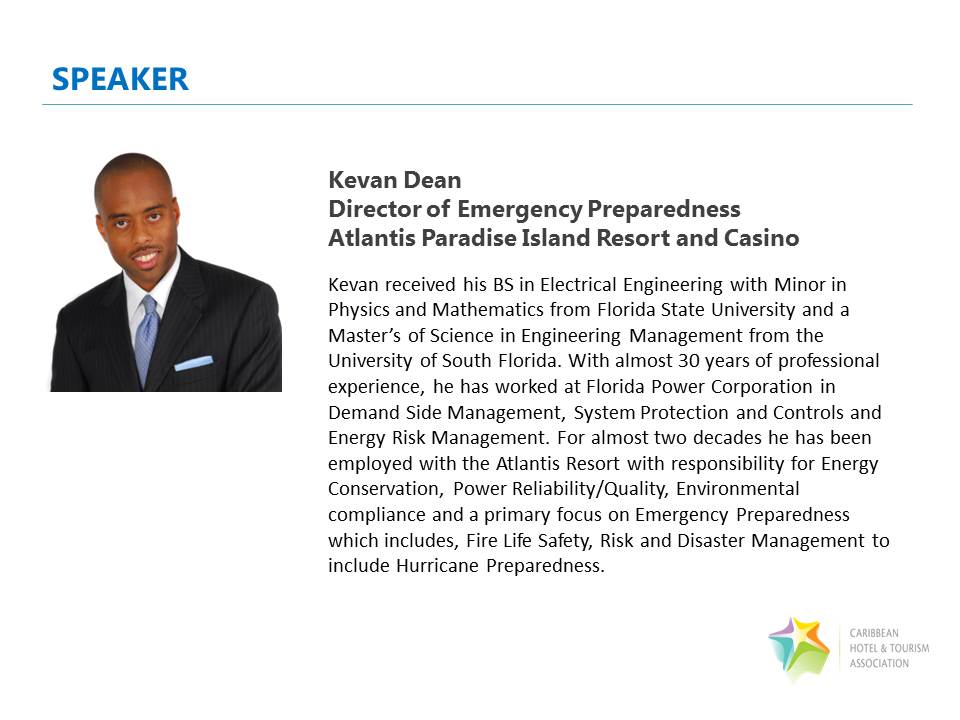 SPEAKER
Kevan Dean
Director of Emergency Preparedness
Atlantis Paradise Island Resort and Casino
Kevan received his BS in Electrical Engineering with Minor in
Physics and Mathematics from Florida State University and a
Master’s of Science in Engineering Management from the
University of South Florida. With almost 30 years of professional
experience, he has worked at Florida Power Corporation in
Demand Side Management, System Protection and Controls and
Energy Risk Management. For almost two decades he has been
employed with the Atlantis Resort with responsibility for Energy
Conservation, Power Reliability/Quality, Environmental
compliance and a primary focus on Emergency Preparedness
which includes, Fire Life Safety, Risk and Disaster Management to
include Hurricane Preparedness.
CARIBBEAN
HOTEL & TOURISM
ASSOCIATION